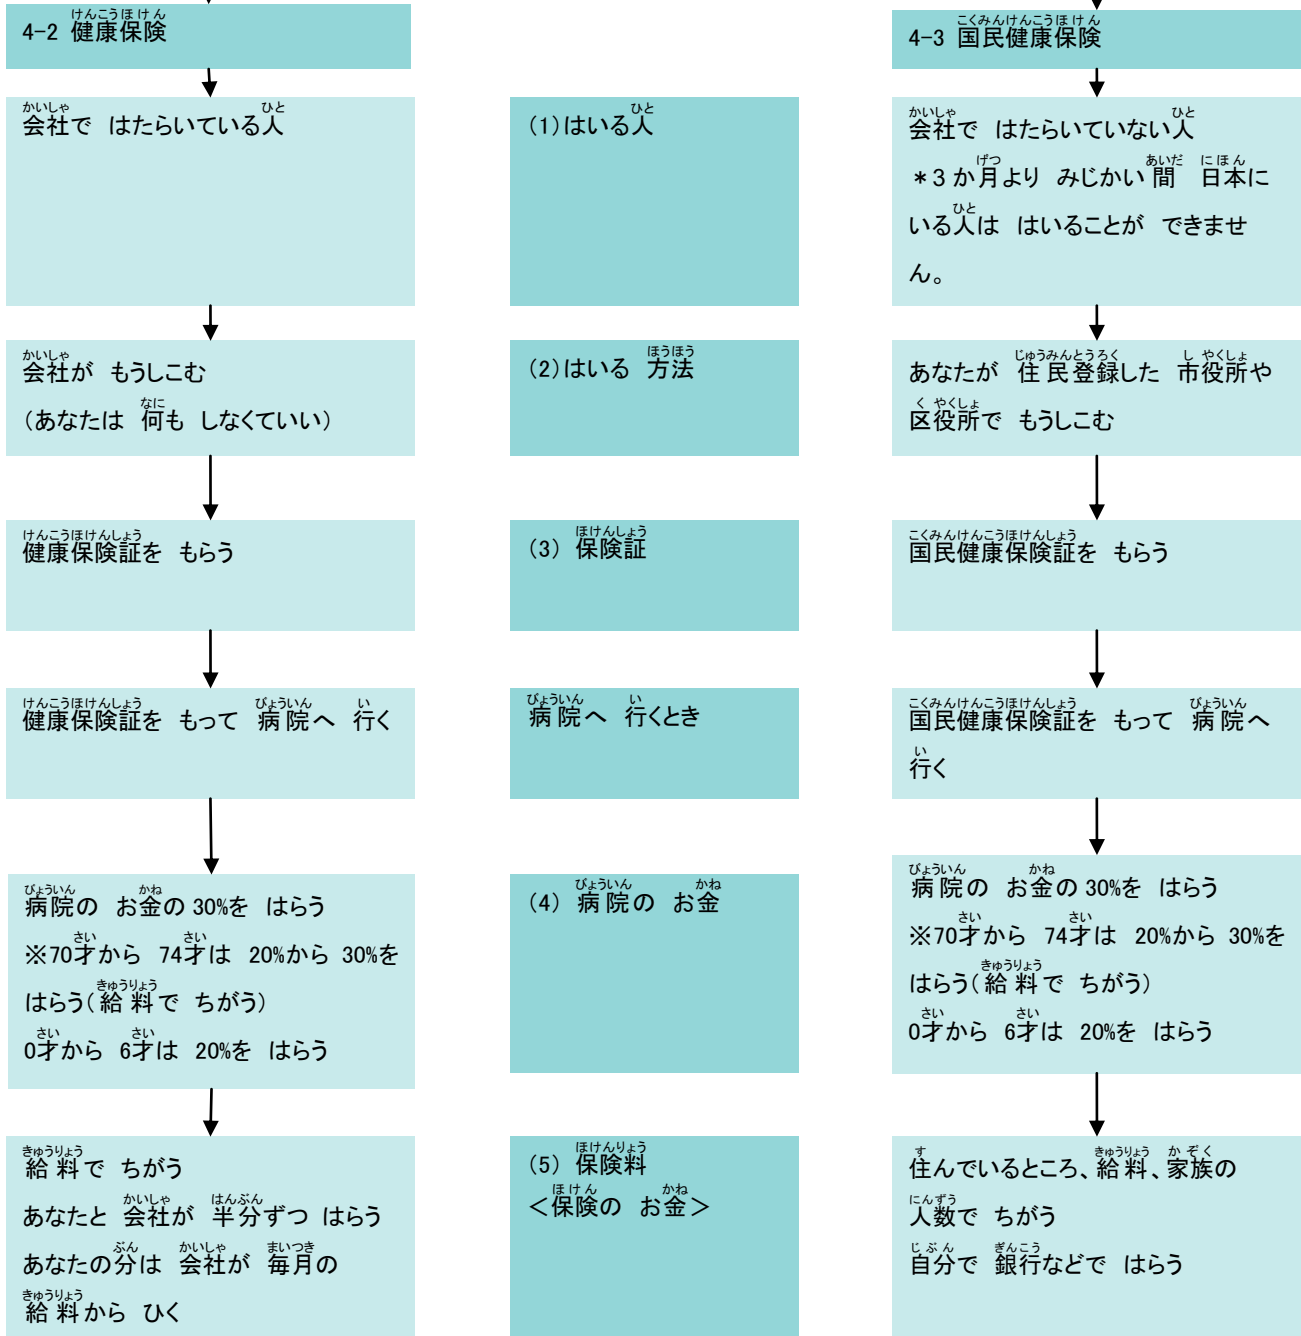 4-2 健康保険
会社で はたらいている人
会社が もうしこむ
(あなたは 何も しなくていい)
健康保険証を もらう
健康保険証を もって 病院へ 行く
病院の お金の30%を はらう
※70才から 74才は 20%から 30%を
はらう(給料で ちがう)
0才から 6才は 20%を はらう
給料で ちがう
あなたと 会社が 半分ずつ はらう
あなたの分は 会社が 毎月の
給料から ひく
(1)はいる人
(2)はいる 方法
(3) 保険証
病院へ 行くとき
(4) 病院の お金
(5) 保険料
<保険の お金>
4-3 国民健康保険
会社で はたらいていない人
*3か月より みじかい間 日本に
いる人は はいることが できませ
ん。
あなたが 住民登録した 市役所や
区役所で もうしこむ
国民健康保険証を もらう
国民健康保険証を もって 病院へ
行く
病院の お金の30%を はらう
※70才から 74才は 20%から 30%を
はらう(給料で ちがう)
0才から 6才は 20%を はらう
住んでいるところ、給料、家族の
人数で ちがう
自分で 銀行などで はらう